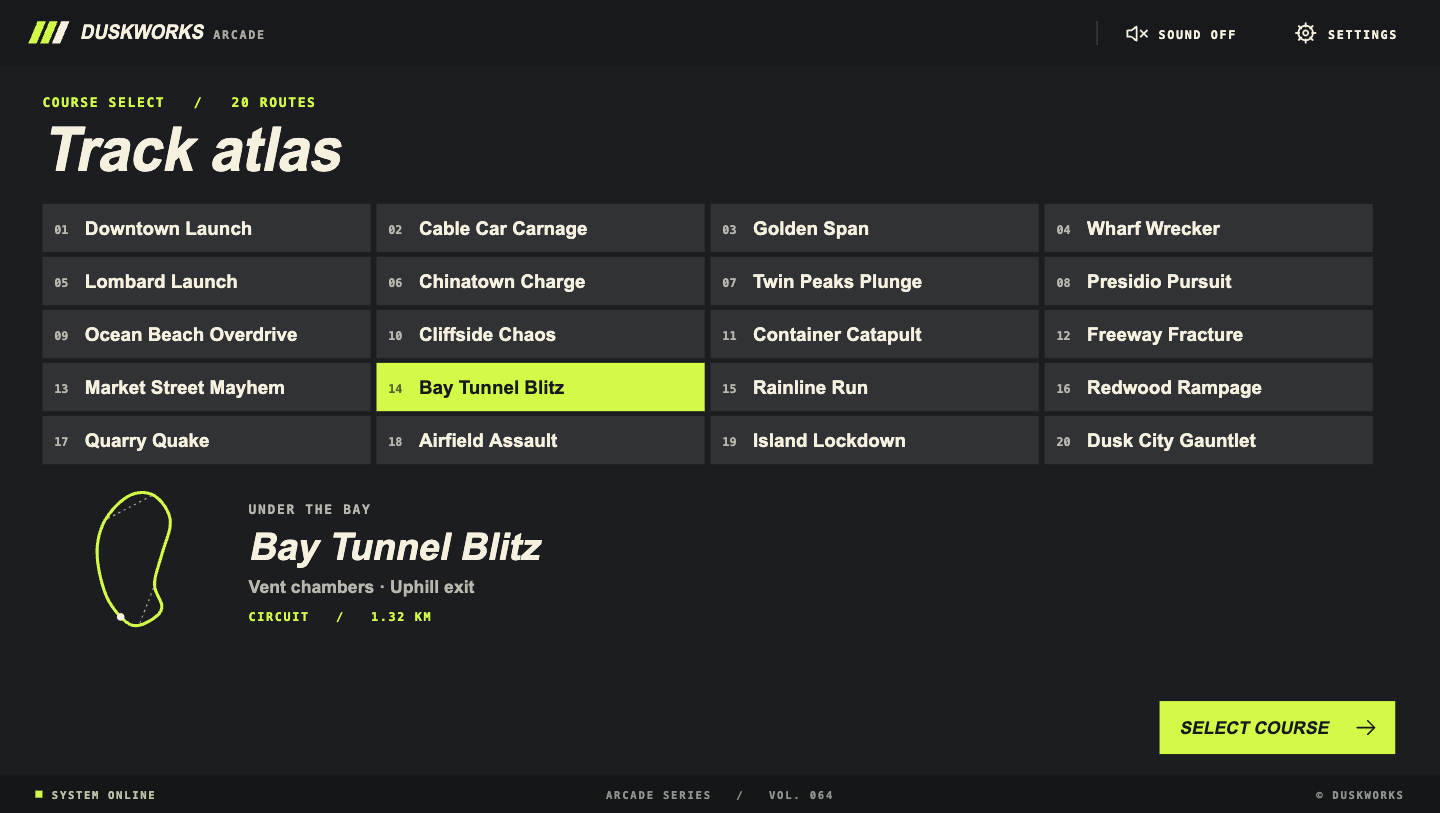 DUSKWORKS ARCADE
SOUND OFF
SETTINGS
COURSE SELECT / 20 ROUTES
Track atlas
01 Downtown Launch
02 Cable Car Carnage
03 Golden Span
04 Wharf Wrecker
05 Lombard Launch
06 Chinatown Charge
07 Twin Peaks Plunge
08 Presidio Pursuit
09 Ocean Beach Overdrive
10 Cliffside Chaos
11 Container Catapult
12 Freeway Fracture
13 Market Street Mayhem
14 Bay Tunnel Blitz
15 Rainline Run
16 Redwood Rampage
17 Quarry Quake
18 Airfield Assault
19 Island Lockdown
20 Dusk City Gauntlet
UNDER THE BAY
Bay Tunnel Blitz
Vent chambers · Uphill exit
CIRCUIT / 1.32 KM
SELECT COURSE
SYSTEM ONLINE
ARCADE SERIES / VOL. 064
© DUSKWORKS